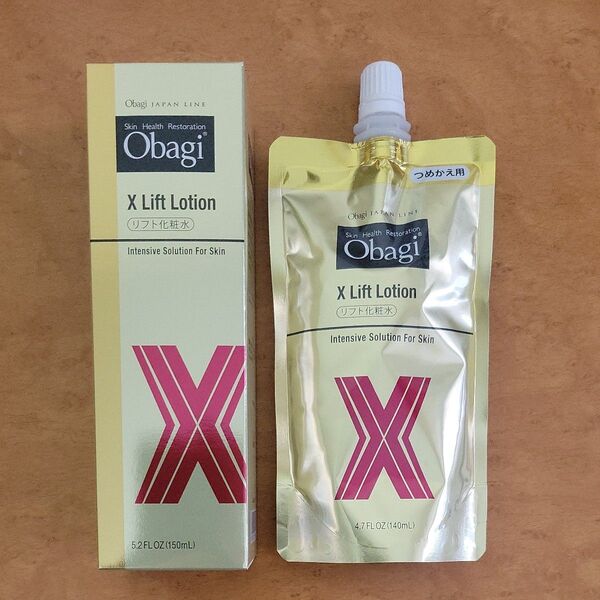 Obagi JAPAN LINE
Skin Health Restoration
Obagi®
X Lift Lotion
リフト化粧水
Intensive Solution For Skin
X
5.2 FL OZ (150mL)
つめかえ用
Obagi JAPAN LINE
Skin Health Restoration
Obagi®
X Lift Lotion
リフト化粧水
Intensive Solution For Skin
X
4.7 FL OZ (140mL)